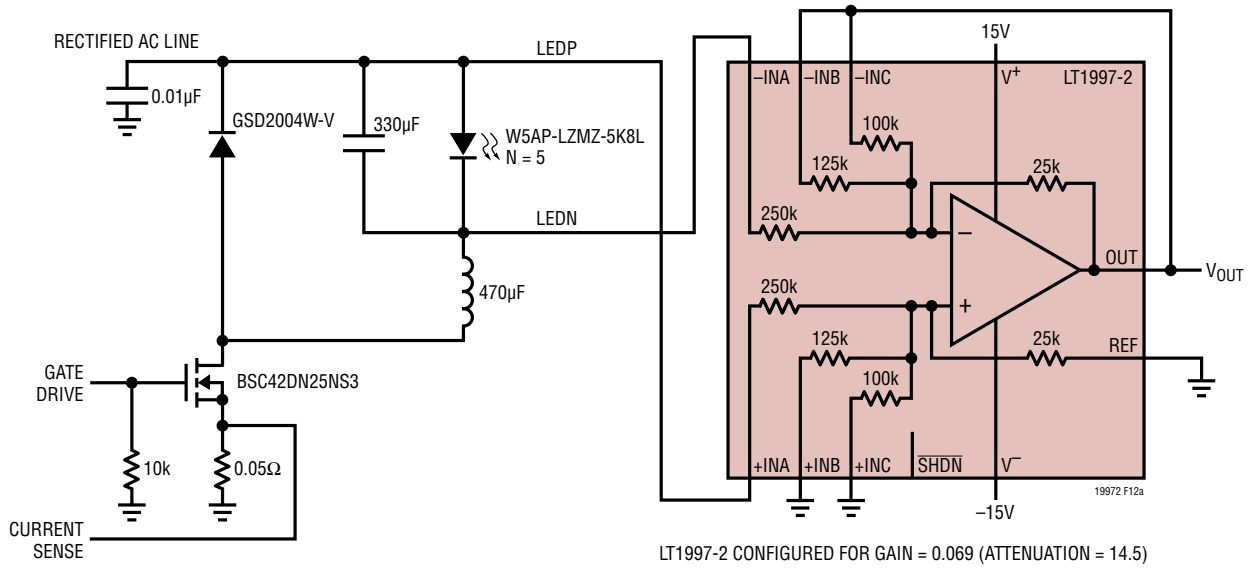 RECTIFIED AC LINE
0.01µF
GSD2004W-V
330µF
LEDP
W5AP-LZMZ-5K8L
N = 5
LEDN
470µF
GATE
DRIVE
BSC42DN25NS3
10k
0.05Ω
CURRENT
SENSE
–INA
–INB
–INC
15V
V+
LT1997-2
100k
125k
250k
25k
–
+
OUT
VOUT
250k
125k
100k
25k
REF
+INA
+INB
+INC
SHDN
V–
–15V
19972 F12a
LT1997-2 CONFIGURED FOR GAIN = 0.069 (ATTENUATION = 14.5)